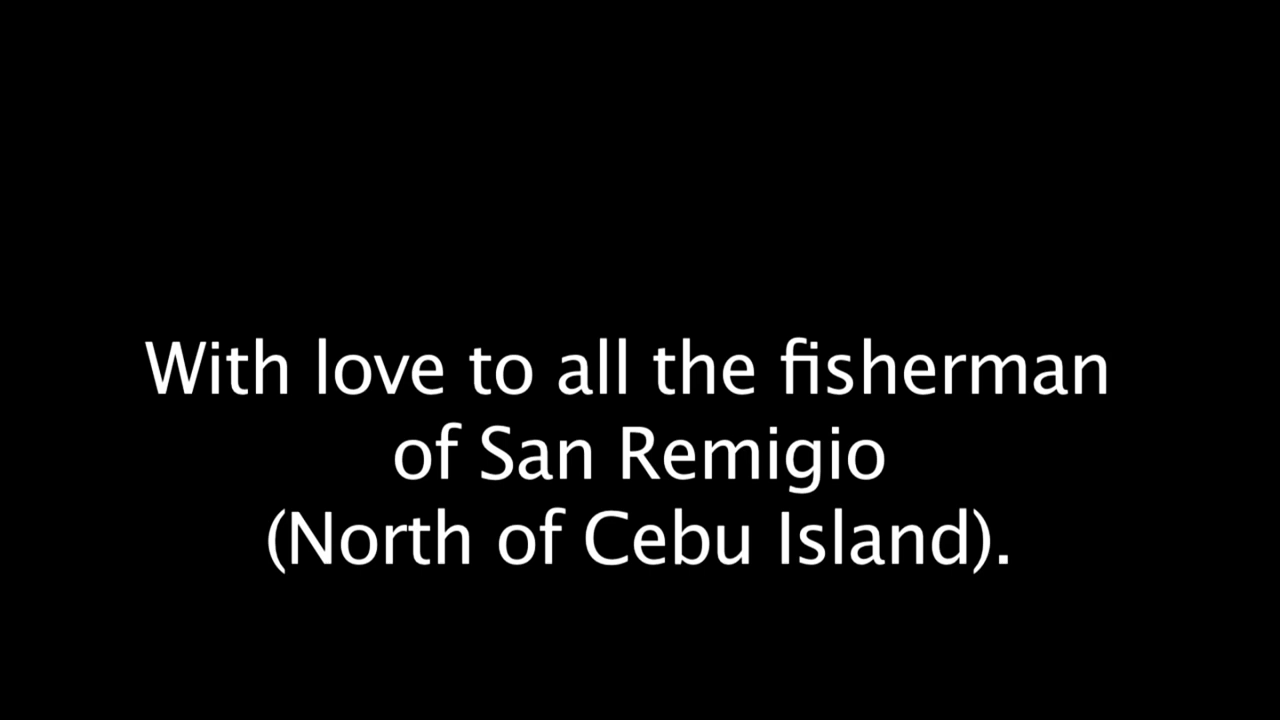 With love to all the fisherman
of San Remigio
(North of Cebu Island).